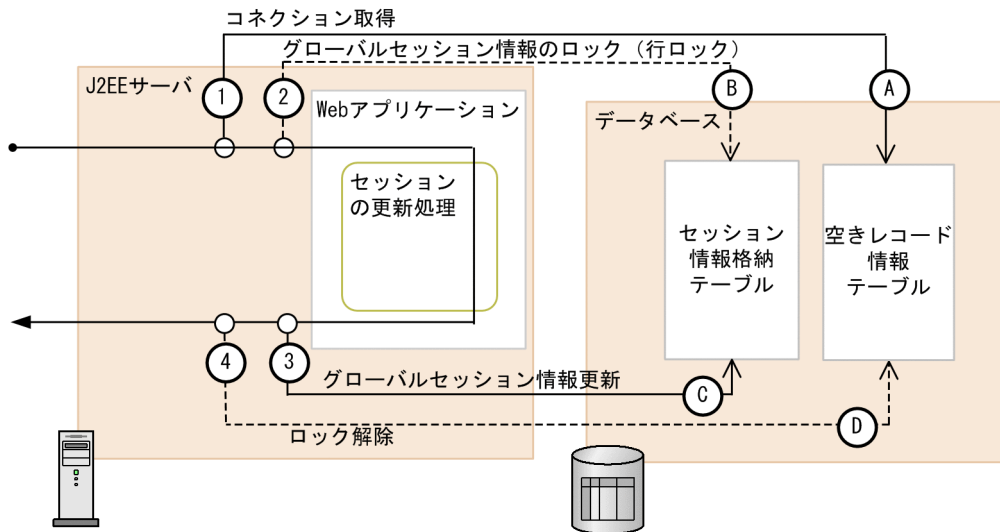 コネクション取得
グローバルセッション情報のロック（行ロック）
J2EEサーバ
1
2
B
A
Webアプリケーション
データベース
セッション
の更新処理
セッション
情報格納
テーブル
空きレコード
情報
テーブル
4
3
グローバルセッション情報更新
C
D
ロック解除